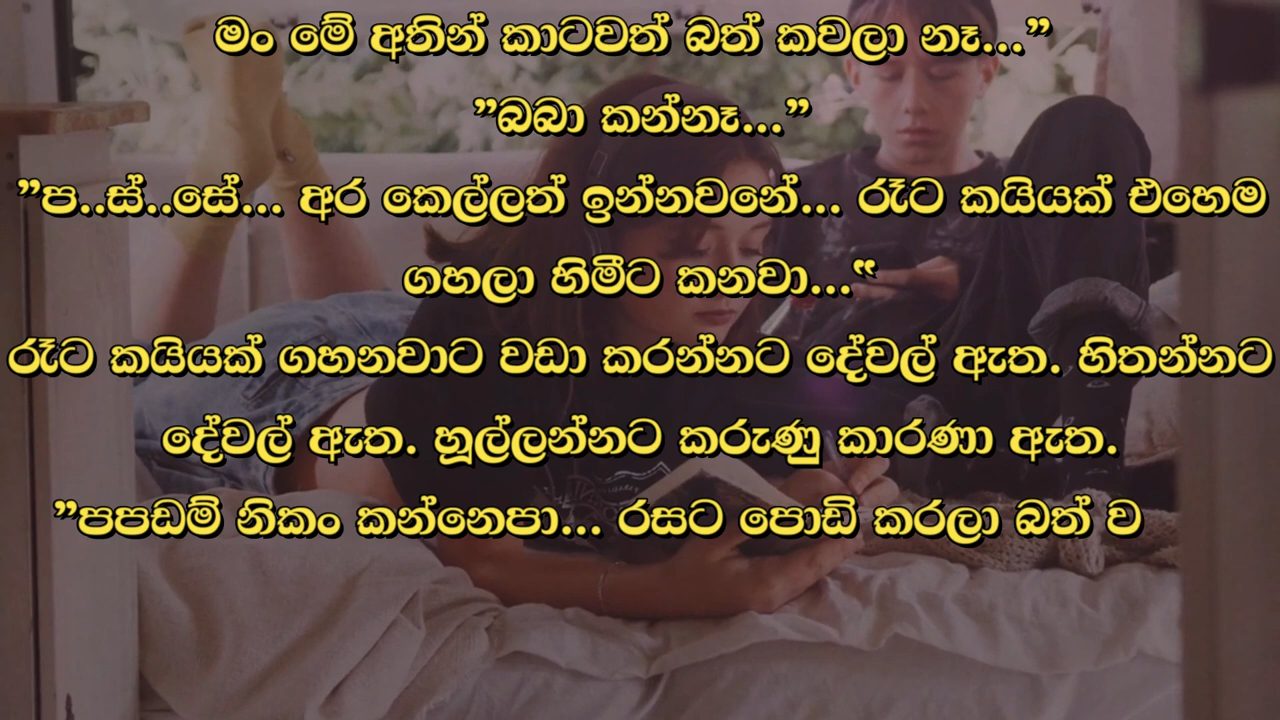 මං මේ අතින් කාටවත් බත් කවලා නෑ...”
”බබා කන්නෑ...”
”ප..ස්..සේ... අර කෙල්ලත් ඉන්නවනේ... රෑට කයියක් එහෙම
ගහලා හිමීට කනවා...“
රෑට කයියක් ගහනවාට වඩා කරන්නට දේවල් ඇත. හිතන්නට
දේවල් ඇත. හූල්ලන්නට කරුණු කාරණා ඇත.
”පපඩම් නිකං කන්නෙපා... රසට පොඩි කරලා බත් ව